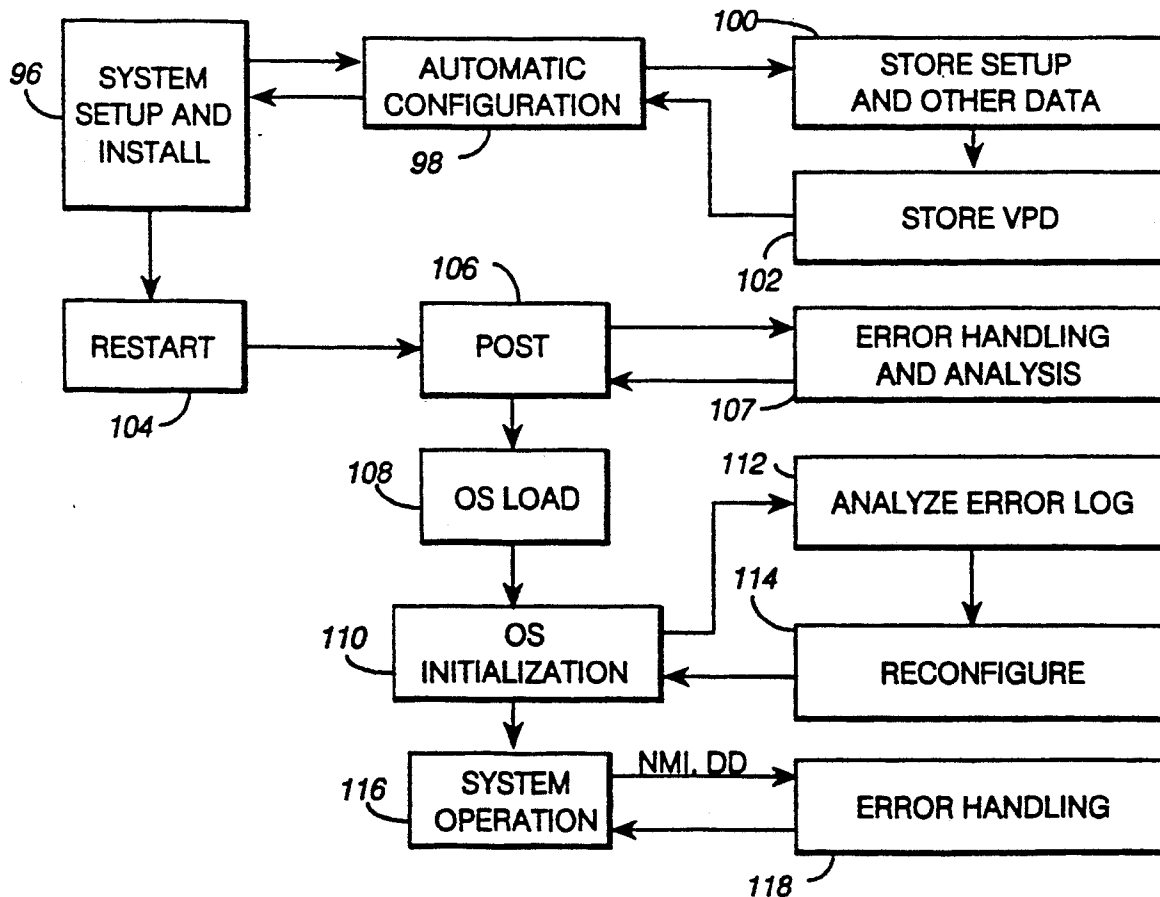 100
96
SYSTEM
SETUP AND
INSTALL
AUTOMATIC
CONFIGURATION
98
STORE SETUP
AND OTHER DATA
STORE VPD
102
106
RESTART
104
POST
ERROR HANDLING
AND ANALYSIS
107
108
OS LOAD
112
ANALYZE ERROR LOG
114
110
OS
INITIALIZATION
RECONFIGURE
116
SYSTEM
OPERATION
NMI, DD
ERROR HANDLING
118